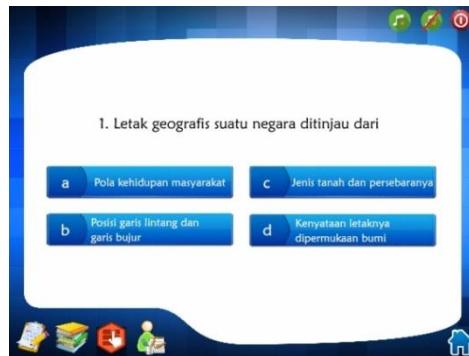 1. Letak geografis suatu negara ditinjau dari
a Pola kehidupan masyarakat
b Posisi garis lintang dan
garis bujur
c Jenis tanah dan persebaranya
d Kenyataan letaknya
dipermukaan bumi